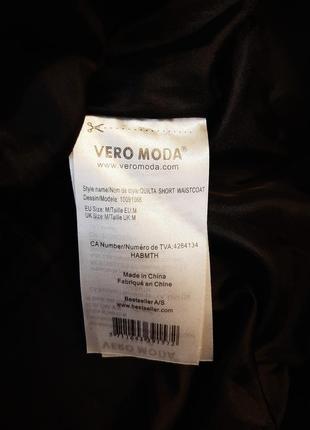 VERO MODA®
www.veromoda.com
Style name/Nom de style:QUILTA SHORT WAISTCOAT
Dessin/Modele: 10091066
EU Size: M/Taille EU:M
UK Size: M/Taille UK:M
CA Number/Numéro de TVA:4264134
HABMTH
Made in China
Fabriqué en Chine
Bestseller A/S
www.bestseller.com